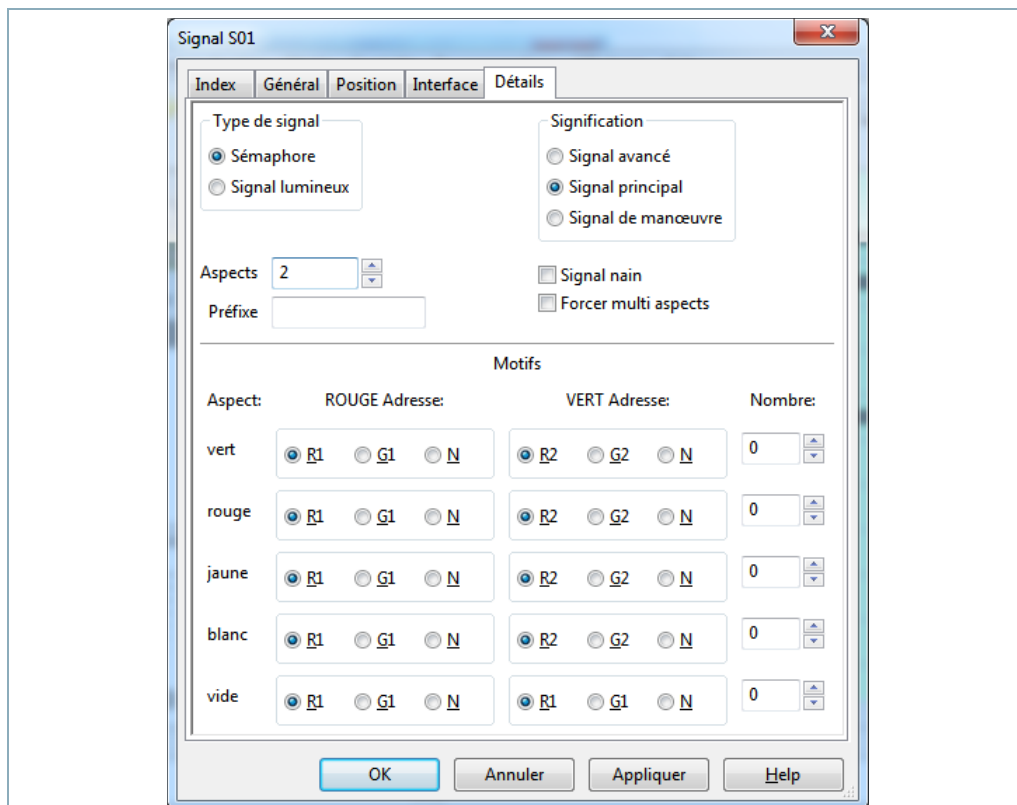 Signal S01
Index Général Position Interface Détails
Type de signal Signification
Sémaphore Signal avancé
Signal lumineux Signal principal
Signal de manœuvre
Aspects 2 Signal nain
Préfixe Forcer multi aspects
Motifs
Aspect: ROUGE Adresse: VERT Adresse: Nombre:
vert R1 G1 N R2 G2 N 0
rouge R1 G1 N R2 G2 N 0
jaune R1 G1 N R2 G2 N 0
blanc R1 G1 N R2 G2 N 0
vide R1 G1 N R1 G1 N 0
OK Annuler Appliquer Help